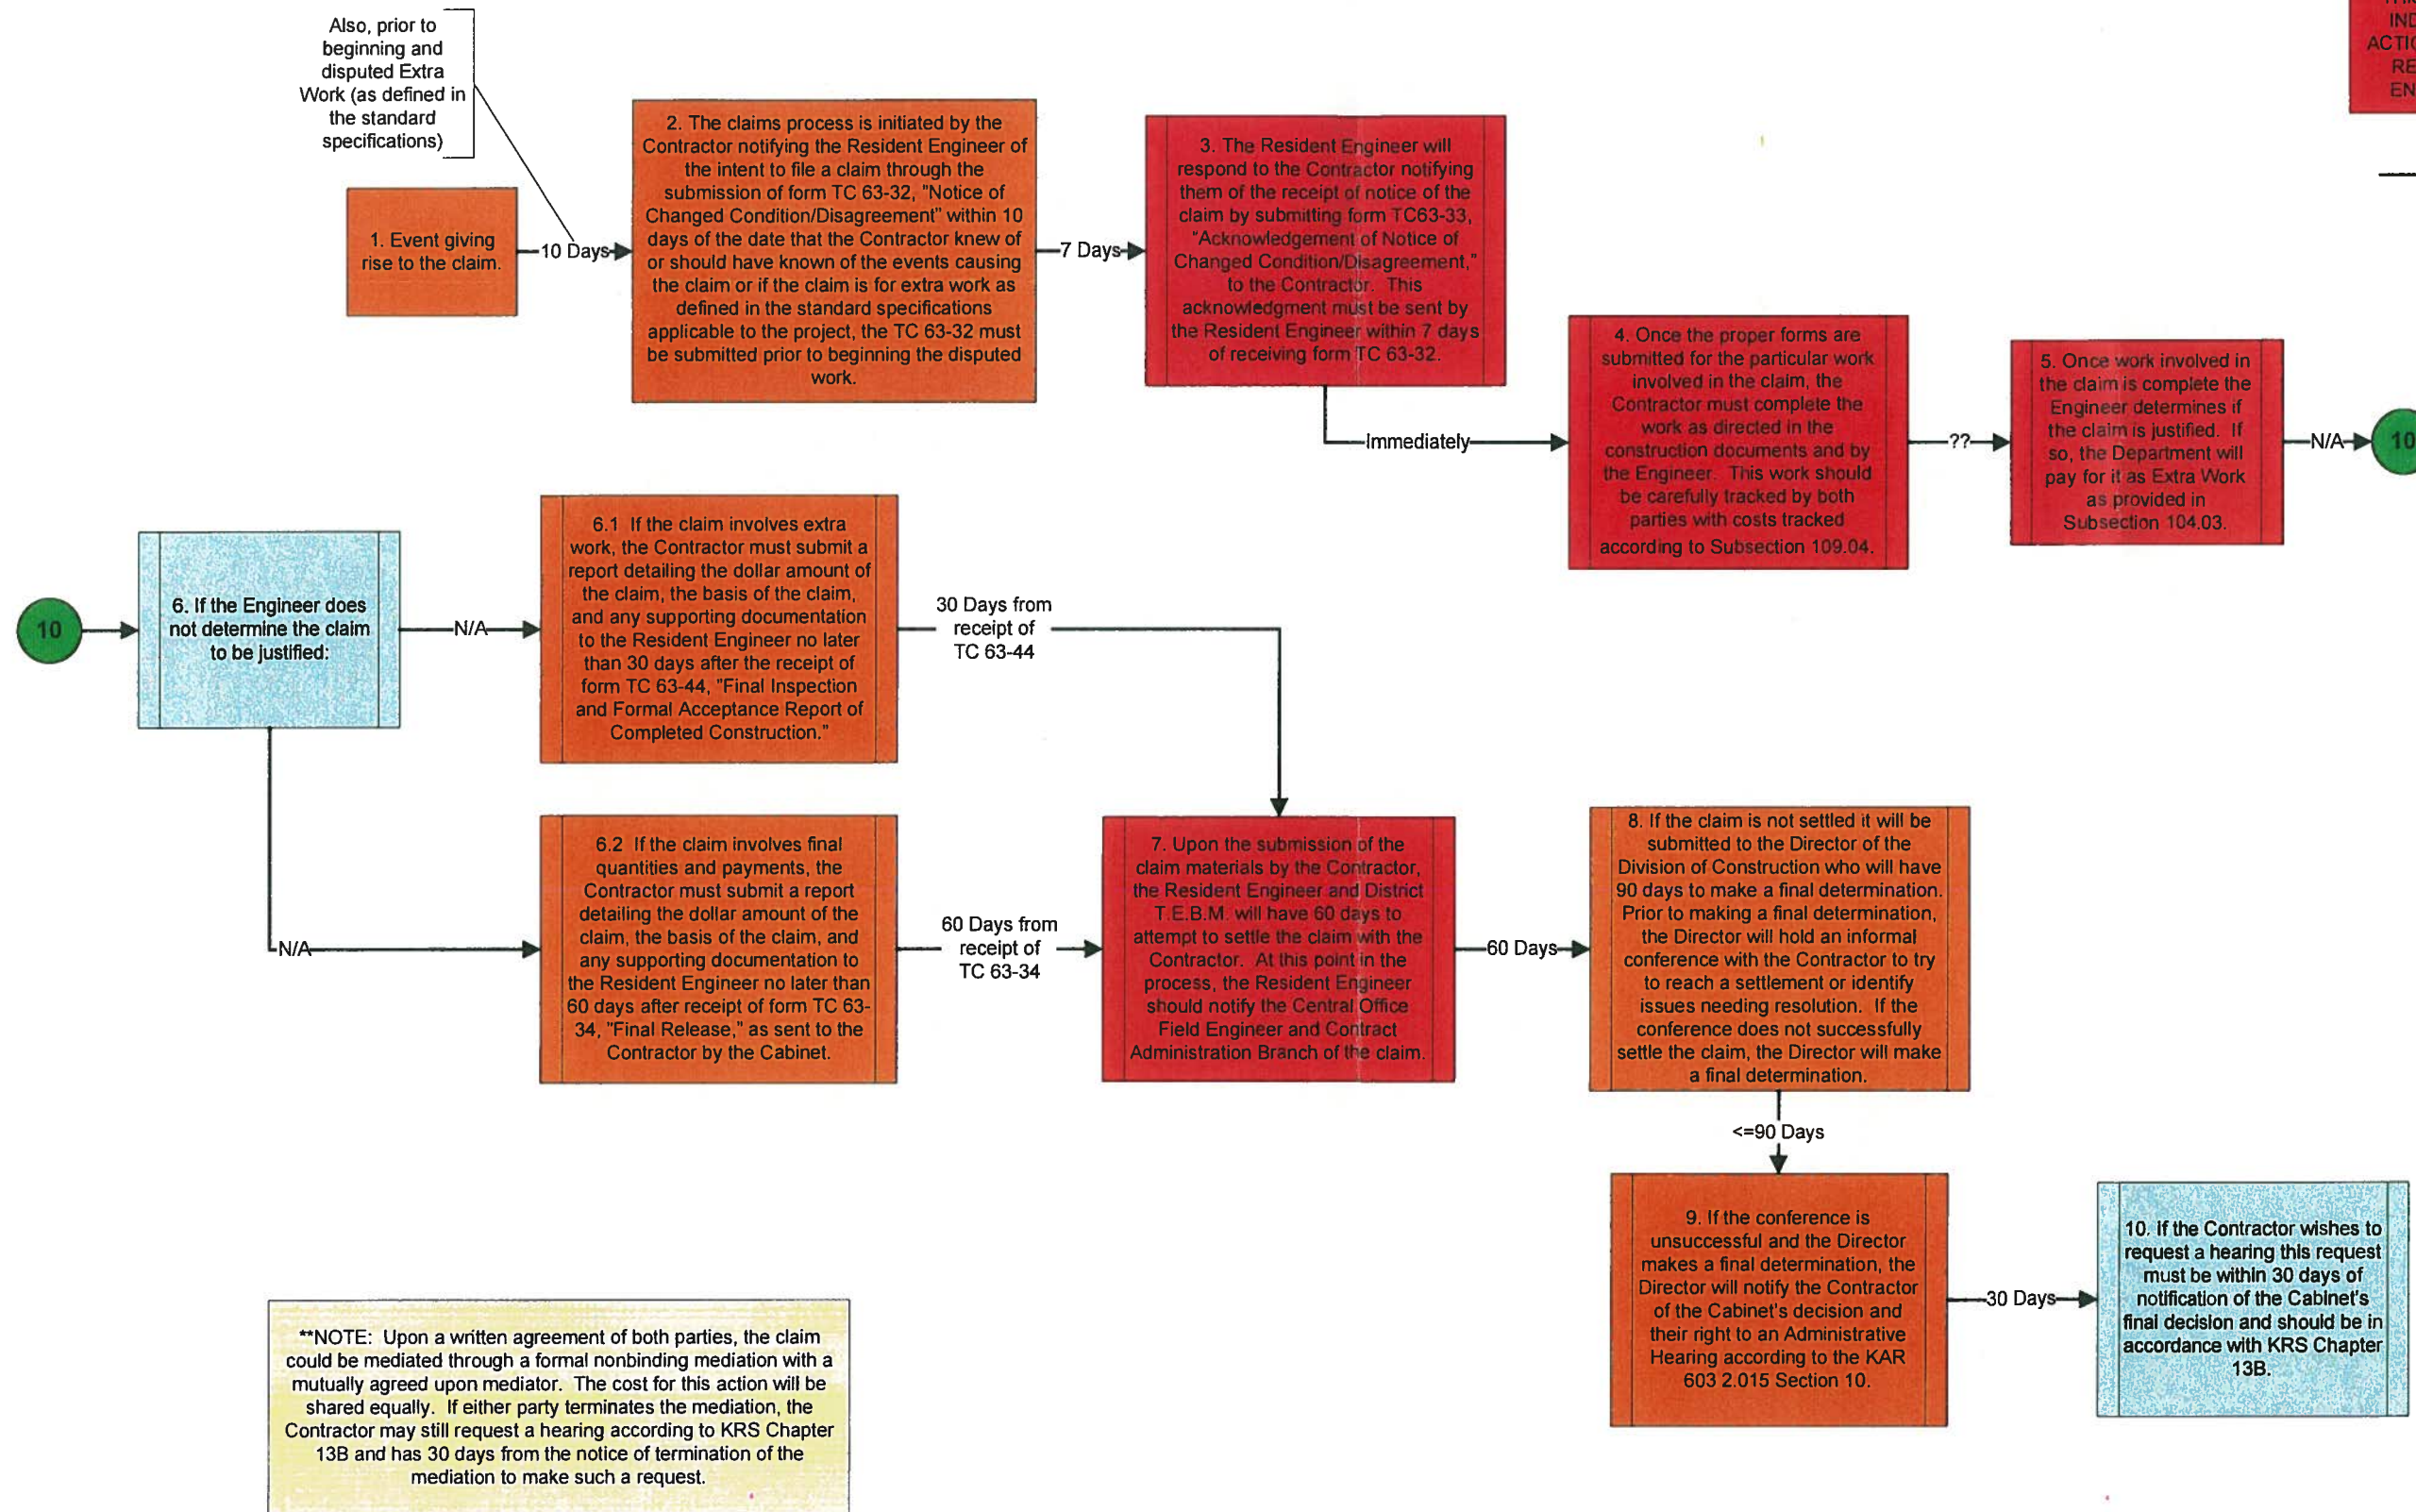 Also, prior to
beginning and
disputed Extra
Work (as defined in
the standard
specifications)
1. Event giving
rise to the claim.
10 Days
2. The claims process is initiated by the
Contractor notifying the Resident Engineer of
the intent to file a claim through the
submission of form TC 63-32, "Notice of
Changed Condition/Disagreement" within 10
days of the date that the Contractor knew of
or should have known of the events causing
the claim or if the claim is for extra work as
defined in the standard specifications
applicable to the project, the TC 63-32 must
be submitted prior to beginning the disputed
work.
7 Days
3. The Resident Engineer will
respond to the Contractor notifying
them of the receipt of notice of the
claim by submitting form TC63-33,
"Acknowledgement of Notice of
Changed Condition/Disagreement,"
to the Contractor. This
acknowledgment must be sent by
the Resident Engineer within 7 days
of receiving form TC 63-32.
Immediately
4. Once the proper forms are
submitted for the particular work
involved in the claim, the
Contractor must complete the
work as directed in the
construction documents and by
the Engineer. This work should
be carefully tracked by both
parties with costs tracked
according to Subsection 109.04.
??
5. Once work involved in
the claim is complete the
Engineer determines if
the claim is justified. If
so, the Department will
pay for it as Extra Work
as provided in
Subsection 104.03.
N/A
10
IND
ACTIO
RE
EN
10
6. If the Engineer does
not determine the claim
to be justified:
N/A
6.1 If the claim involves extra
work, the Contractor must submit a
report detailing the dollar amount of
the claim, the basis of the claim,
and any supporting documentation
to the Resident Engineer no later
than 30 days after the receipt of
form TC 63-44, "Final Inspection
and Formal Acceptance Report of
Completed Construction."
30 Days from
receipt of
TC 63-44
N/A
6.2 If the claim involves final
quantities and payments, the
Contractor must submit a report
detailing the dollar amount of the
claim, the basis of the claim, and
any supporting documentation to
the Resident Engineer no later than
60 days after receipt of form TC 63-
34, "Final Release," as sent to the
Contractor by the Cabinet.
60 Days from
receipt of
TC 63-34
7. Upon the submission of the
claim materials by the Contractor,
the Resident Engineer and District
T.E.B.M. will have 60 days to
attempt to settle the claim with the
Contractor. At this point in the
process, the Resident Engineer
should notify the Central Office
Field Engineer and Contract
Administration Branch of the claim.
60 Days
8. If the claim is not settled it will be
submitted to the Director of the
Division of Construction who will have
90 days to make a final determination.
Prior to making a final determination,
the Director will hold an informal
conference with the Contractor to try
to reach a settlement or identify
issues needing resolution. If the
conference does not successfully
settle the claim, the Director will make
a final determination.
<=90 Days
9. If the conference is
unsuccessful and the Director
makes a final determination, the
Director will notify the Contractor
of the Cabinet's decision and
their right to an Administrative
Hearing according to the KAR
603 2.015 Section 10.
30 Days
10. If the Contractor wishes to
request a hearing this request
must be within 30 days of
notification of the Cabinet's
final decision and should be in
accordance with KRS Chapter
13B.
**NOTE: Upon a written agreement of both parties, the claim
could be mediated through a formal nonbinding mediation with a
mutually agreed upon mediator. The cost for this action will be
shared equally. If either party terminates the mediation, the
Contractor may still request a hearing according to KRS Chapter
13B and has 30 days from the notice of termination of the
mediation to make such a request.